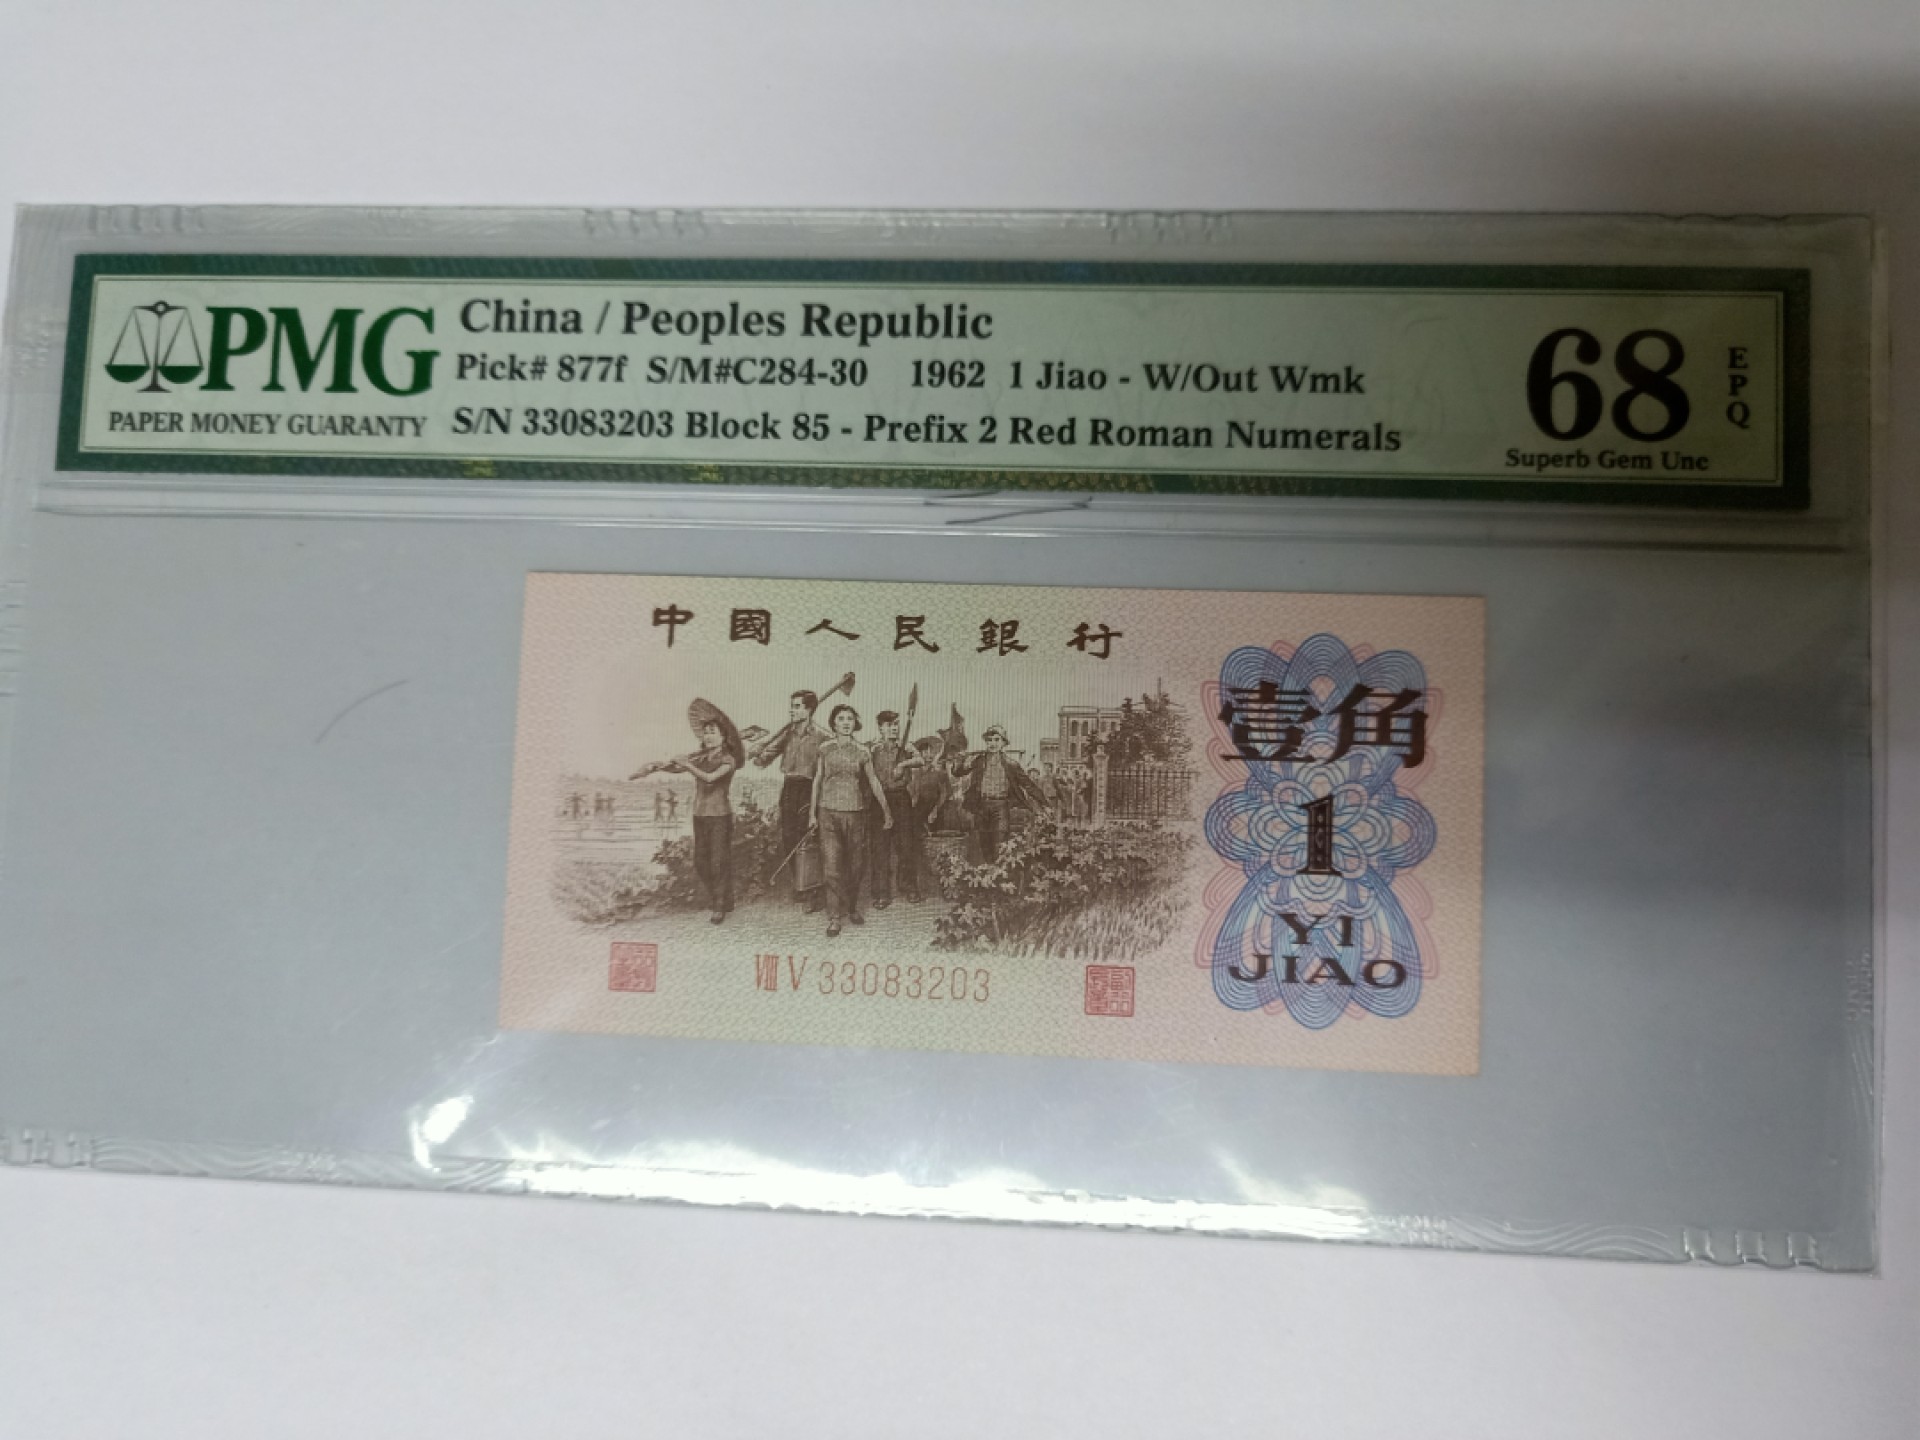 PMG
PAPER MONEY GUARANTY
China / Peoples Republic
Pick# 877f S/M#C284-30 1962 1 Jiao - W/Out Wmk
S/N 33083203 Block 85 - Prefix 2 Red Roman Numerals
68
EPQ
Superb Gem Unc
中國人民銀行
壹角
1
YI
JIAO
VIII V 33083203